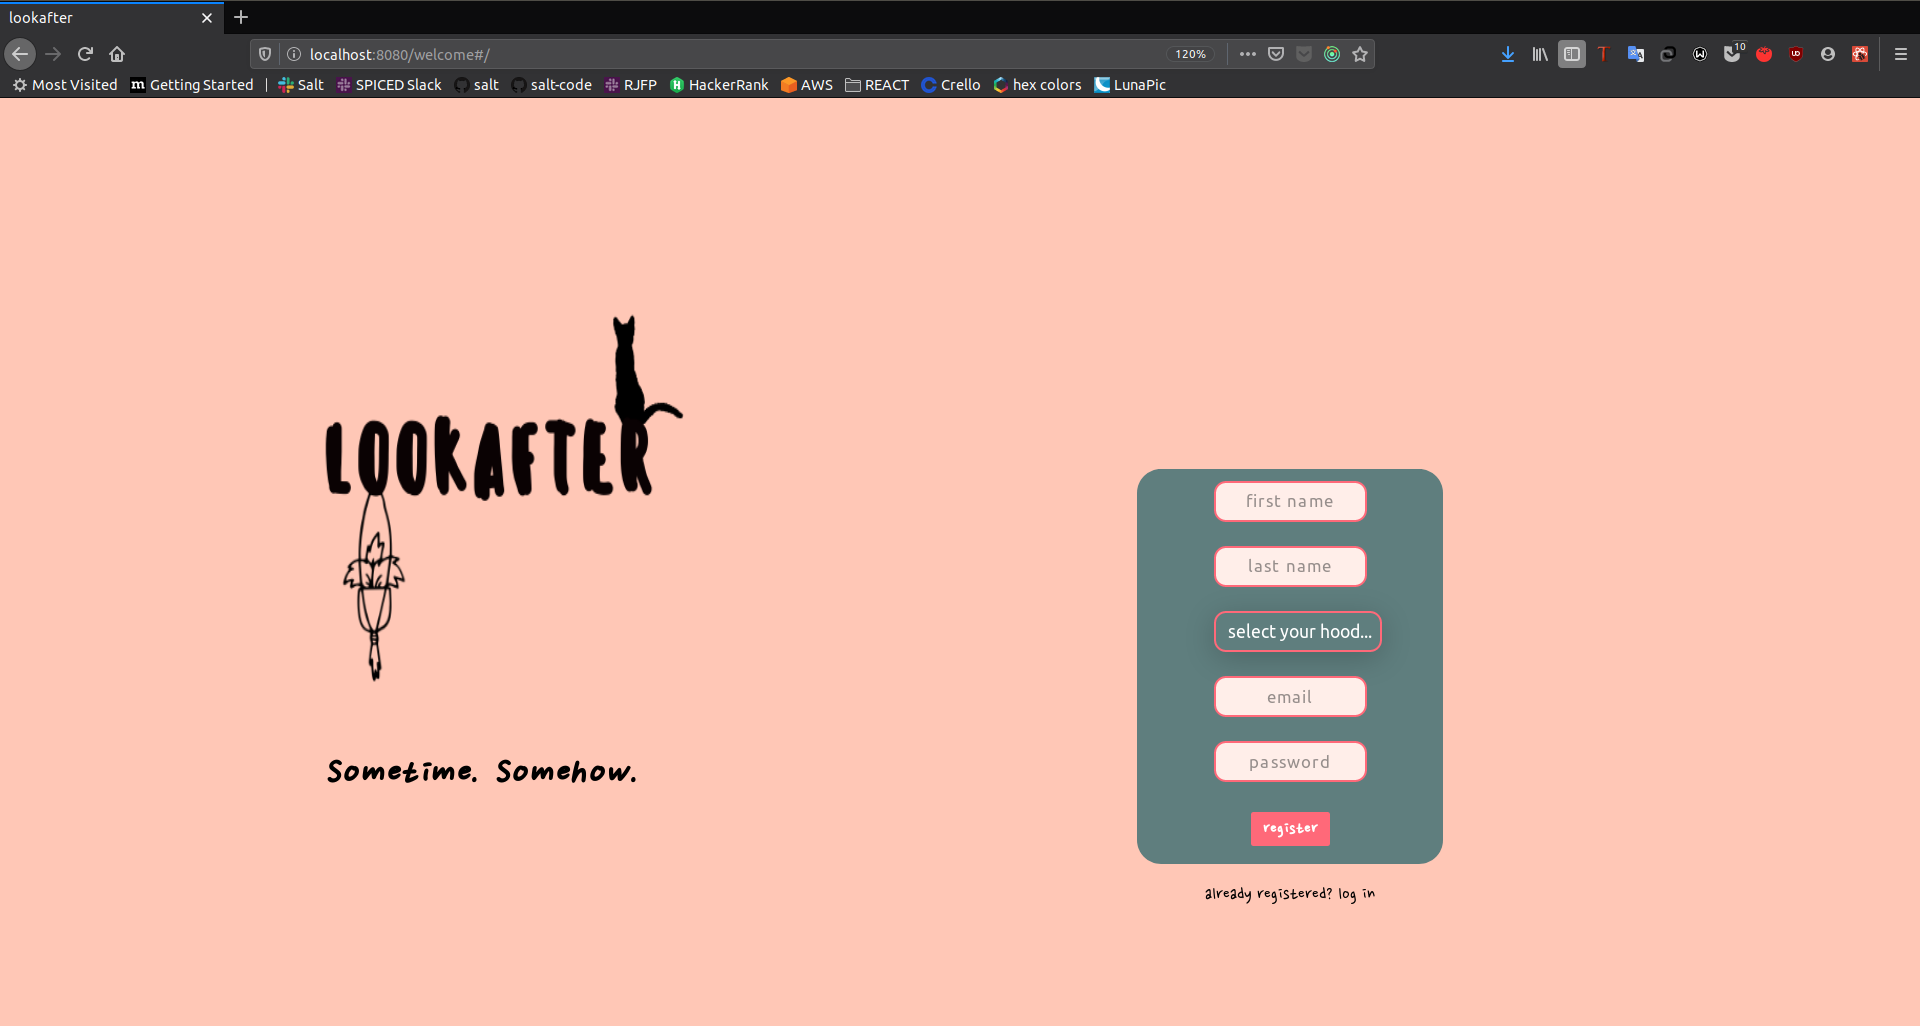 lookafter
localhost:8080/welcome#/
120%
10
Most Visited
m Getting Started
Salt
SPICED Slack
salt
salt-code
RJFP
HackerRank
AWS
REACT
Crello
hex colors
LunaPic
LOOKAFTER
Sometime. Somehow.
first name
last name
select your hood...
email
password
register
already registered? log in